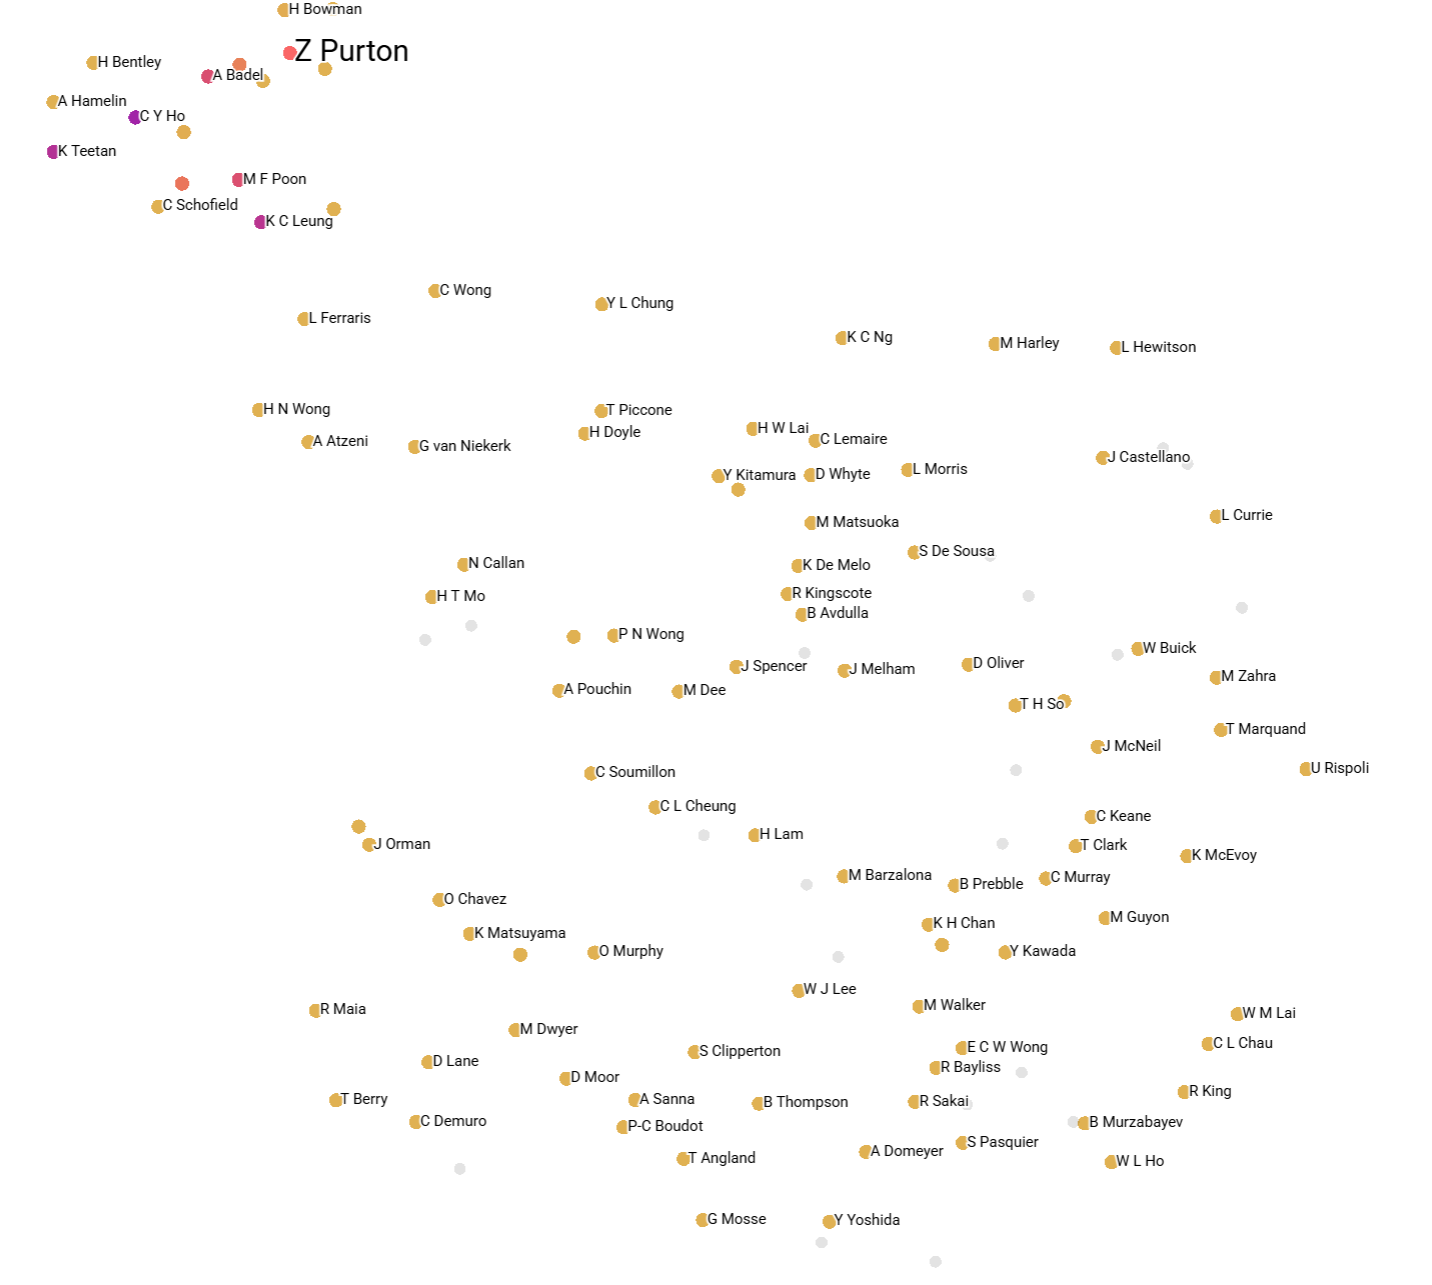 H Bowman
Z Purton
H Bentley
A Badel
A Hamelin
C Y Ho
K Teetan
M F Poon
C Schofield
K C Leung
C Wong
Y L Chung
L Ferraris
K C Ng
M Harley
L Hewitson
H N Wong
T Piccone
H W Lai
H Doyle
C Lemaire
A Atzeni
G van Niekerk
J Castellano
L Morris
Y Kitamura
D Whyte
L Currie
M Matsuoka
S De Sousa
N Callan
K De Melo
R Kingscote
H T Mo
B Avdulla
P N Wong
W Buick
D Oliver
J Spencer
J Melham
M Zahra
A Pouchin
M Dee
T H So
T Marquand
J McNeil
U Rispoli
C Soumillon
C L Cheung
C Keane
H Lam
J Orman
T Clark
K McEvoy
M Barzalona
C Murray
B Prebble
O Chavez
M Guyon
K H Chan
K Matsuyama
O Murphy
Y Kawada
W J Lee
M Walker
R Maia
W M Lai
M Dwyer
C L Chau
E C W Wong
S Clipperton
D Lane
R Bayliss
D Moor
R King
T Berry
A Sanna
B Thompson
R Sakai
C Demuro
B Murzabayev
P-C Boudot
S Pasquier
A Domeyer
T Angland
W L Ho
G Mosse
Y Yoshida